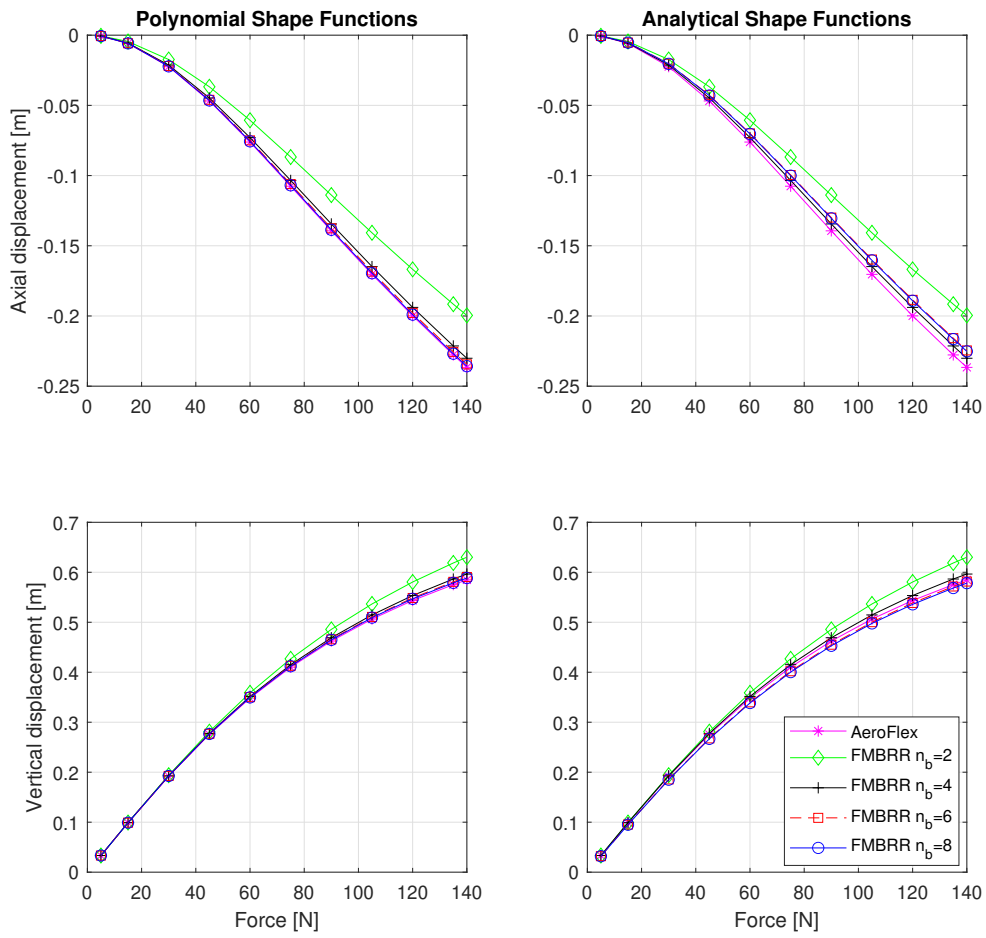 Polynomial Shape Functions
Axial displacement [m]
0
-0.05
-0.1
-0.15
-0.2
-0.25
0 20 40 60 80 100 120 140
Analytical Shape Functions
0
-0.05
-0.1
-0.15
-0.2
-0.25
0 20 40 60 80 100 120 140
Vertical displacement [m]
0.7
0.6
0.5
0.4
0.3
0.2
0.1
0
0 20 40 60 80 100 120 140
Force [N]
0.7
0.6
0.5
0.4
0.3
0.2
0.1
0
0 20 40 60 80 100 120 140
Force [N]
AeroFlex
FMBRR n_b=2
FMBRR n_b=4
FMBRR n_b=6
FMBRR n_b=8